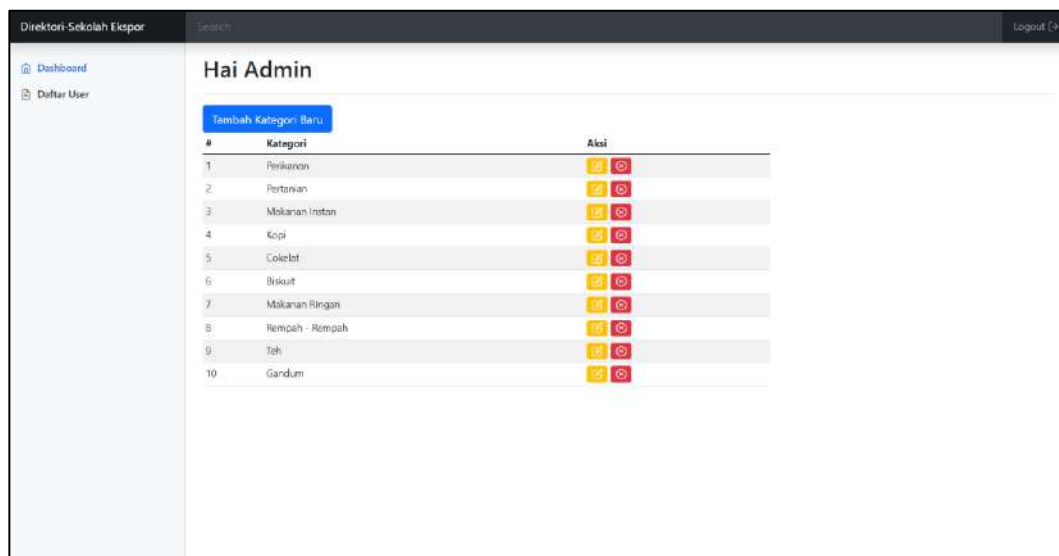 Direktori-Sekolah Ekspor
Search
Logout
Dashboard
Daftar User
Hai Admin
Tambah Kategori Baru
# Kategori Aksi
1 Perikanan
2 Pertanian
3 Makanan Instan
4 Kopi
5 Cokelat
6 Biskuit
7 Makanan Ringan
8 Rempah - Rempah
9 Teh
10 Gandum